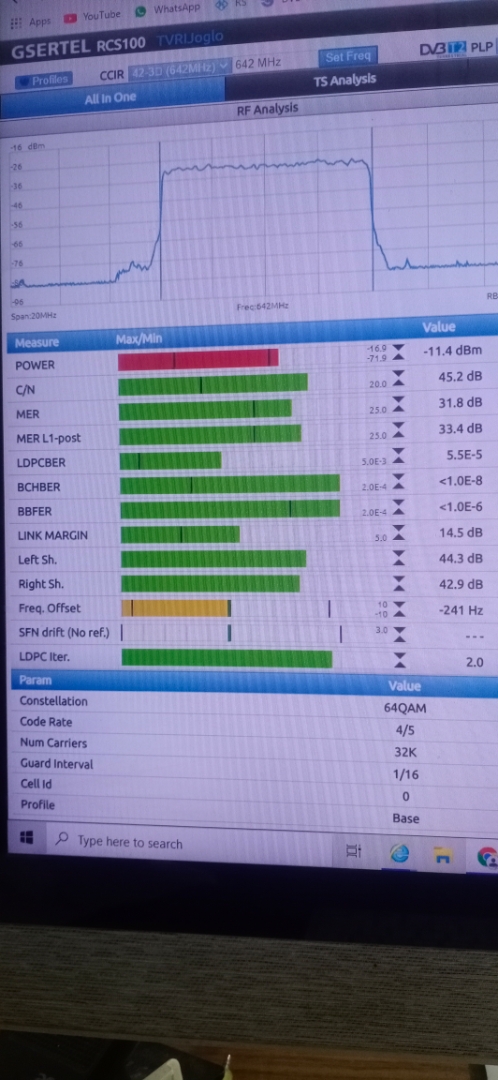 Apps YouTube WhatsApp KS
GSERTEL RCS100 TVRIJoglo
Profiles CCIR 42-30 (642MHz) 642 MHz Set Freq DVB T2 PLP
All In One TS Analysis
RF Analysis
-16 dBm
-26
-36
-46
-56
-66
-76
-96
Span:20MHz Freq:642MHz RB
Measure Max/Min Value
POWER -16.9 -71.9 -11.4 dBm
C/N 20.0 45.2 dB
MER 25.0 31.8 dB
MER L1-post 25.0 33.4 dB
LDPCBER 5.0E-3 5.5E-5
BCHBER 2.0E-4 <1.0E-8
BBFER 2.0E-4 <1.0E-6
LINK MARGIN 5.0 14.5 dB
Left Sh. 44.3 dB
Right Sh. 42.9 dB
Freq. Offset 10 -10 -241 Hz
SFN drift (No ref.) 3.0 ---
LDPC Iter. 2.0
Param Value
Constellation 64QAM
Code Rate 4/5
Num Carriers 32K
Guard Interval 1/16
Cell Id 0
Profile Base
Type here to search